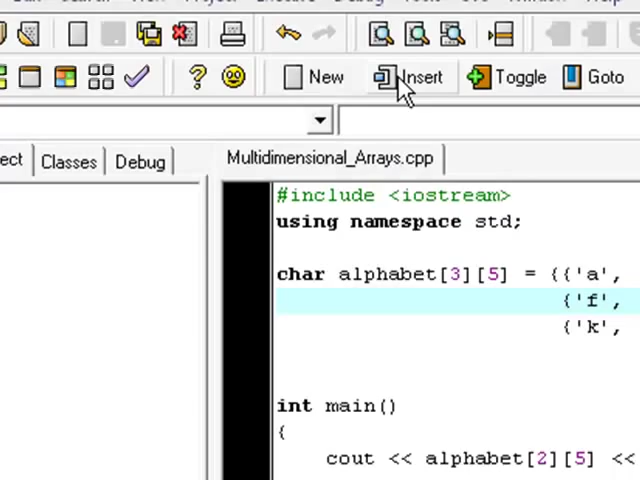 New Insert Toggle Goto
ect Classes Debug
Multidimensional_Arrays.cpp
#include <iostream>
using namespace std;
char alphabet[3][5] = {{'a',
{'f',
{'k',
int main()
{
cout << alphabet[2][5] <<